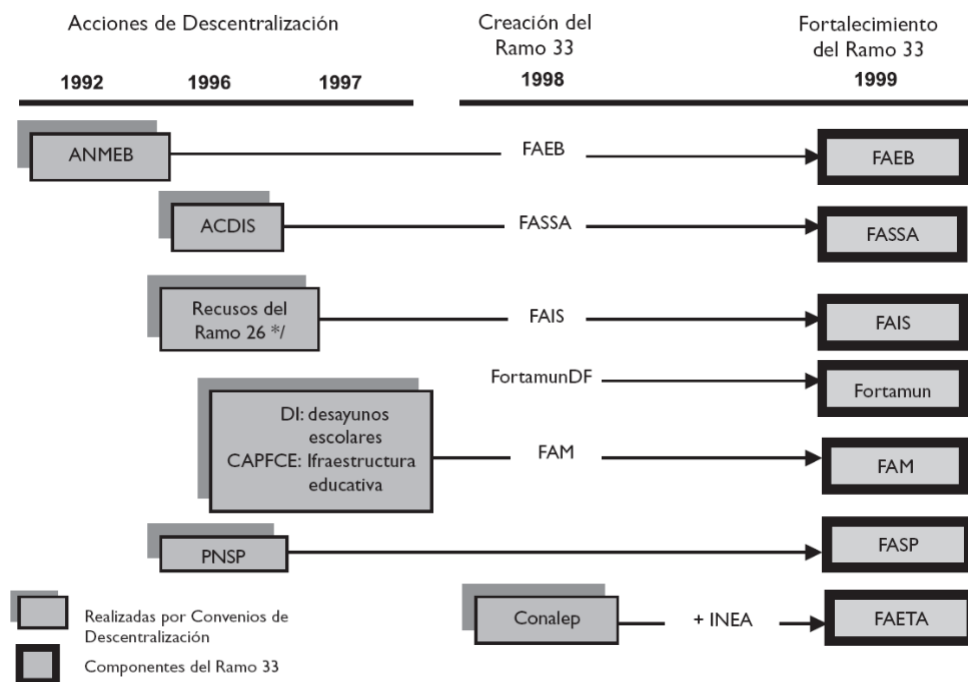 Acciones de Descentralización
Creación del
Ramo 33
Fortalecimiento
del Ramo 33
1992
1996
1997
1998
1999
ANMEB
FAEB
FAEB
ACDIS
FASSA
FASSA
Recusos del
Ramo 26 */
FAIS
FAIS
FortamunDF
Fortamun
DI: desayunos
escolares
CAPFCE: Ifraestructura
educativa
FAM
FAM
PNSP
FASP
Conalep
+ INEA
FAETA
Realizadas por Convenios de
Descentralización
Componentes del Ramo 33